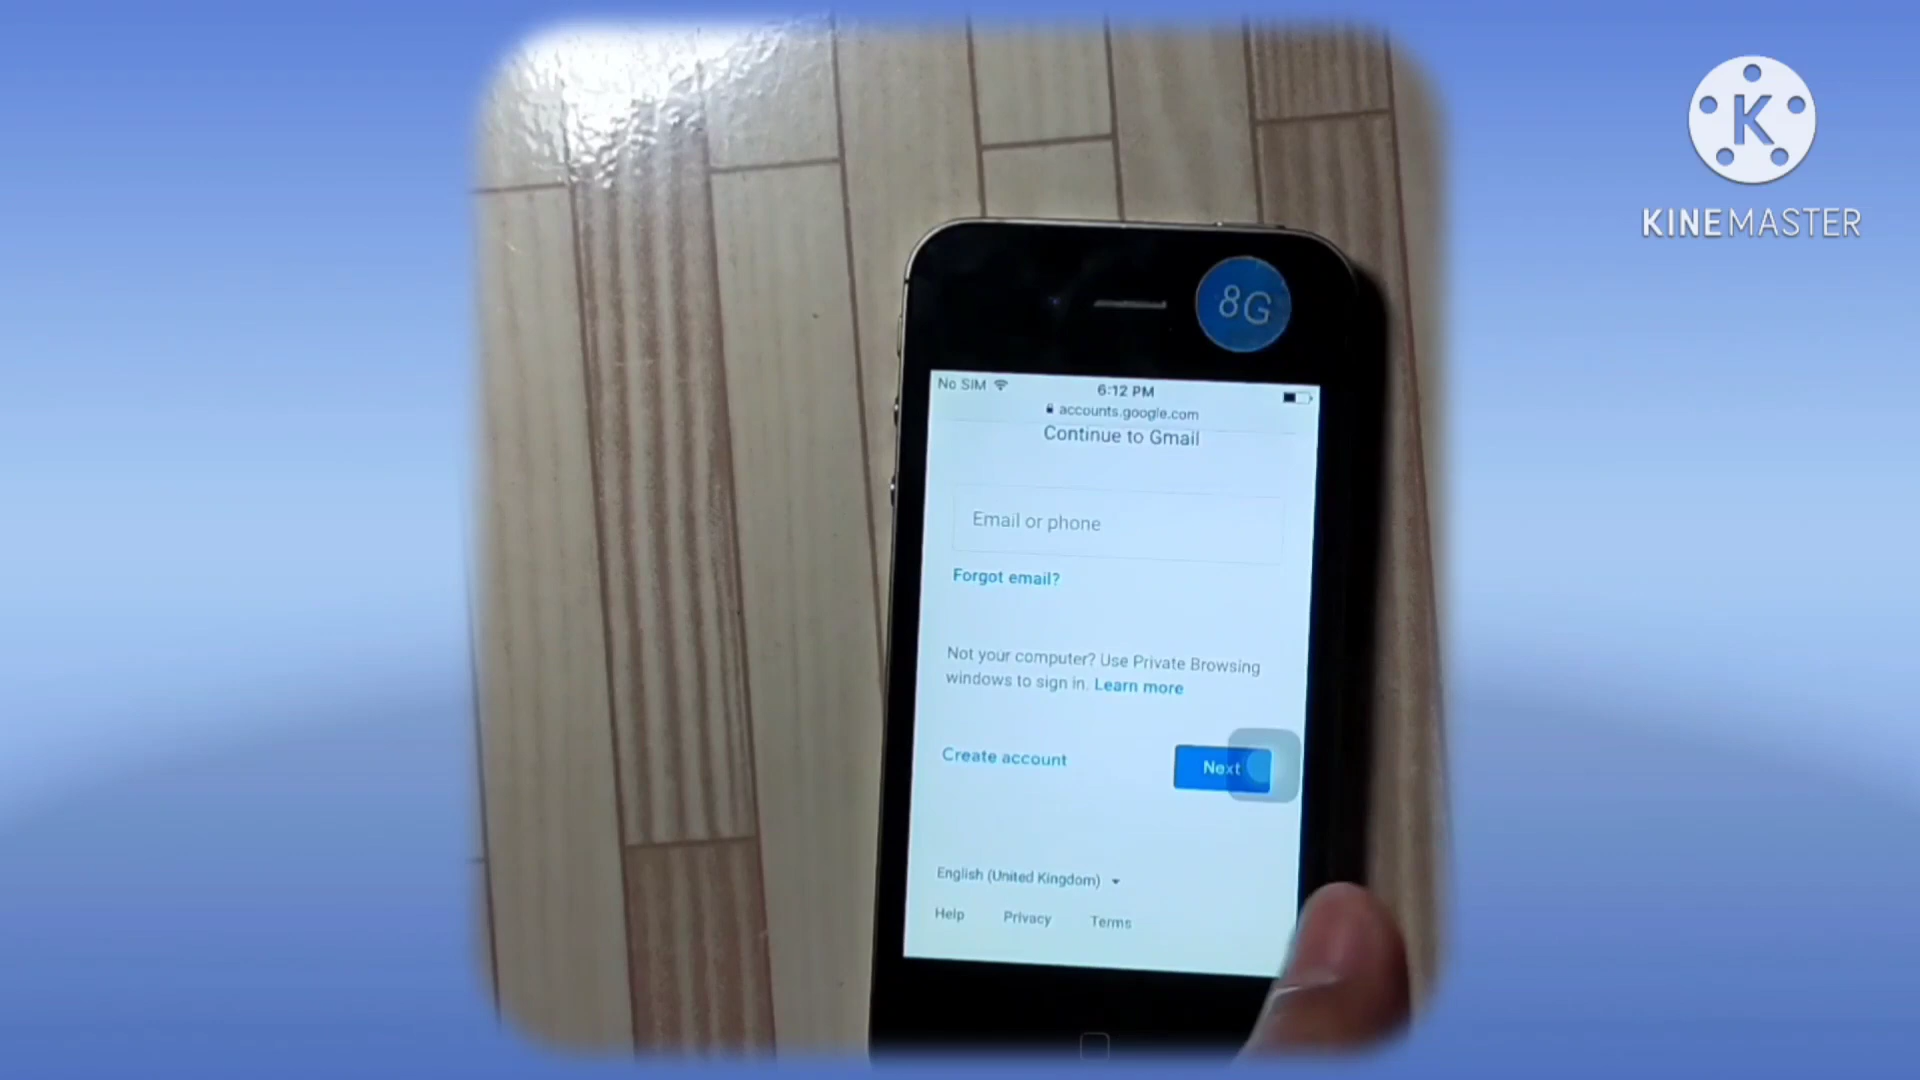 K
KINEMASTER
8G
No SIM 6:12 PM
accounts.google.com
Continue to Gmail
Email or phone
Forgot email?
Not your computer? Use Private Browsing
windows to sign in. Learn more
Create account Next
English (United Kingdom)
Help Privacy Terms